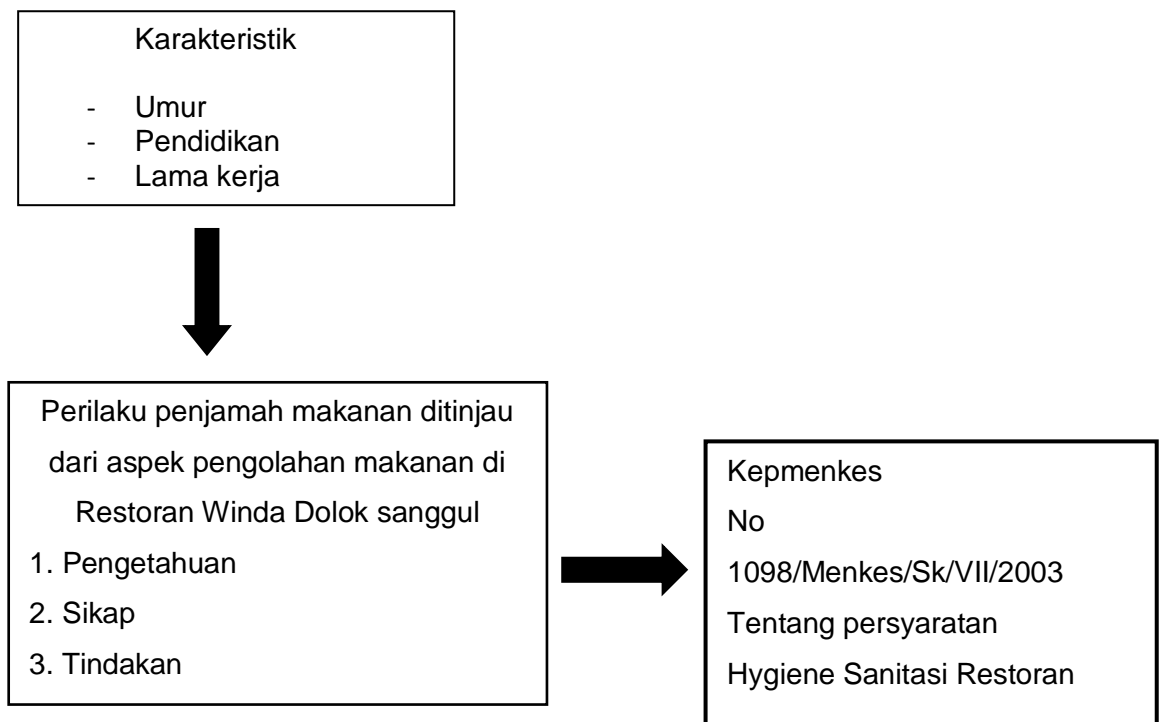 Karakteristik
- Umur
- Pendidikan
- Lama kerja
Perilaku penjamah makanan ditinjau
dari aspek pengolahan makanan di
Restoran Winda Dolok sanggul
1. Pengetahuan
2. Sikap
3. Tindakan
Kepmenkes
No
1098/Menkes/Sk/VII/2003
Tentang persyaratan
Hygiene Sanitasi Restoran